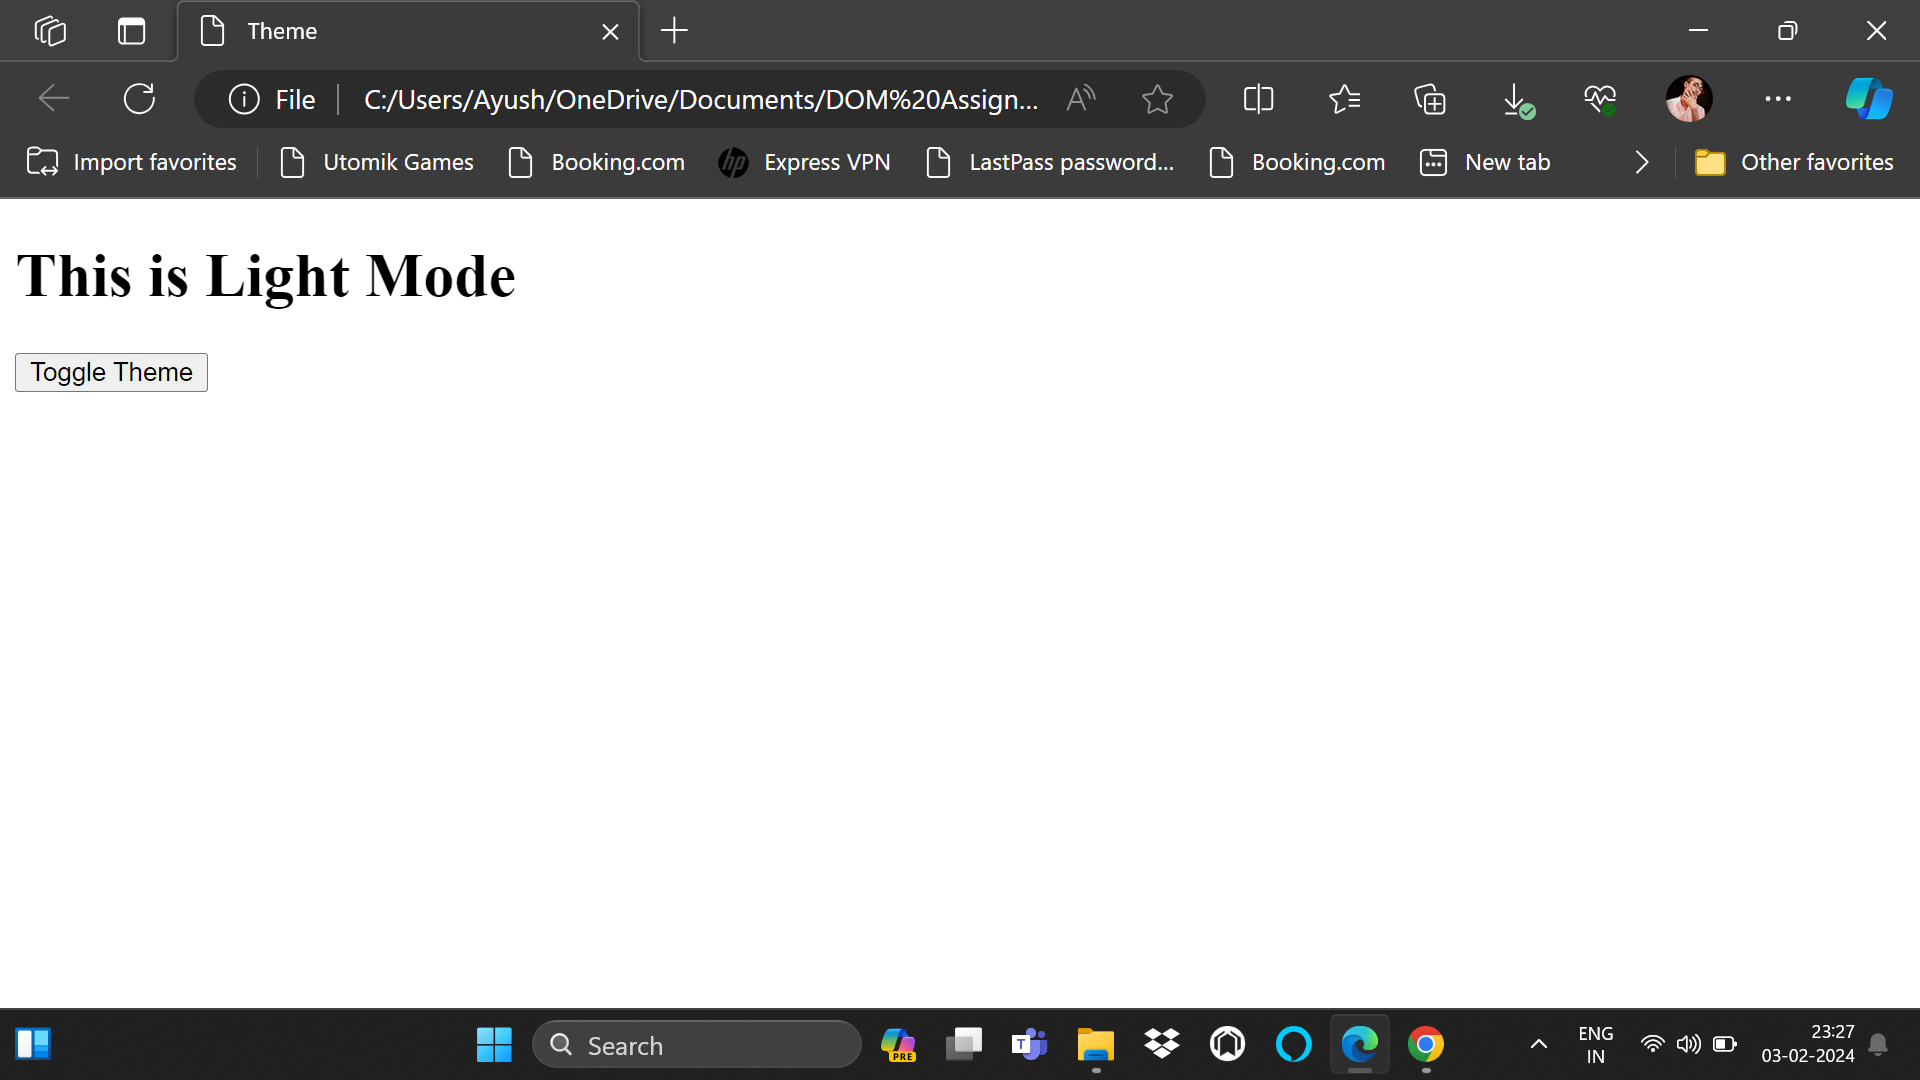 Theme
File
C:/Users/Ayush/OneDrive/Documents/DOM%20Assign...
Import favorites
Utomik Games
Booking.com
hp
Express VPN
LastPass password...
Booking.com
New tab
Other favorites
This is Light Mode
Toggle Theme
Search
PRE
T
ENG
IN
23:27
03-02-2024